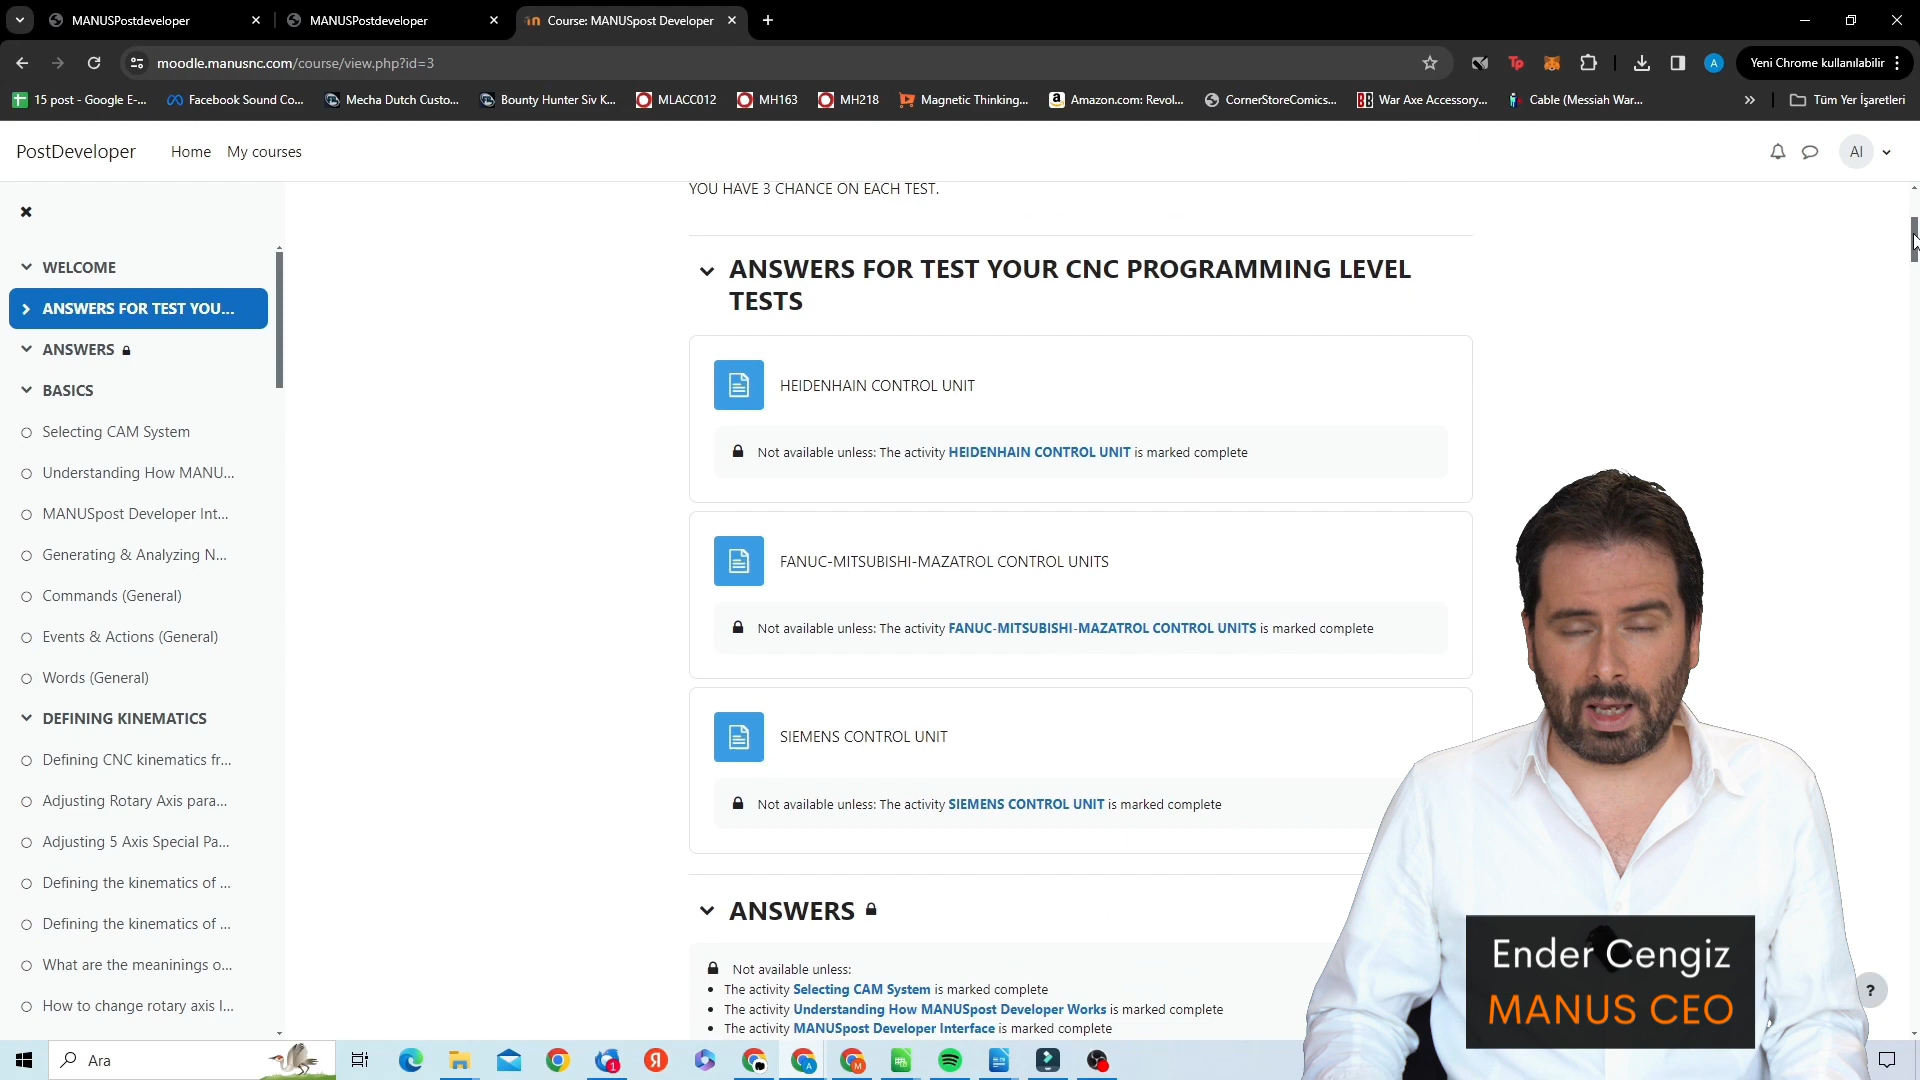 MANUSPostdeveloper
MANUSPostdeveloper
Course: MANUSpost Developer
moodle.manusnc.com/course/view.php?id=3
Yeni Chrome kullanılabilir
15 post - Google E-...
Facebook Sound Co...
Mecha Dutch Custo...
Bounty Hunter Siv K...
MLACC012
MH163
MH218
Magnetic Thinking...
Amazon.com: Revol...
CornerStoreComics...
War Axe Accessory...
Cable (Messiah War...
Tüm Yer İşaretleri
PostDeveloper
Home
My courses
AI
WELCOME
ANSWERS FOR TEST YOU...
ANSWERS
BASICS
Selecting CAM System
Understanding How MANU...
MANUSpost Developer Int...
Generating & Analyzing N...
Commands (General)
Events & Actions (General)
Words (General)
DEFINING KINEMATICS
Defining CNC kinematics fr...
Adjusting Rotary Axis para...
Adjusting 5 Axis Special Pa...
Defining the kinematics of ...
Defining the kinematics of ...
What are the meaninings o...
How to change rotary axis l...
YOU HAVE 3 CHANCE ON EACH TEST.
ANSWERS FOR TEST YOUR CNC PROGRAMMING LEVEL
TESTS
HEIDENHAIN CONTROL UNIT
Not available unless: The activity HEIDENHAIN CONTROL UNIT is marked complete
FANUC-MITSUBISHI-MAZATROL CONTROL UNITS
Not available unless: The activity FANUC-MITSUBISHI-MAZATROL CONTROL UNITS is marked complete
SIEMENS CONTROL UNIT
Not available unless: The activity SIEMENS CONTROL UNIT is marked complete
ANSWERS
Not available unless:
• The activity Selecting CAM System is marked complete
• The activity Understanding How MANUSpost Developer Works is marked complete
• The activity MANUSpost Developer Interface is marked complete
Ender Cengiz
MANUS CEO
?
Ara